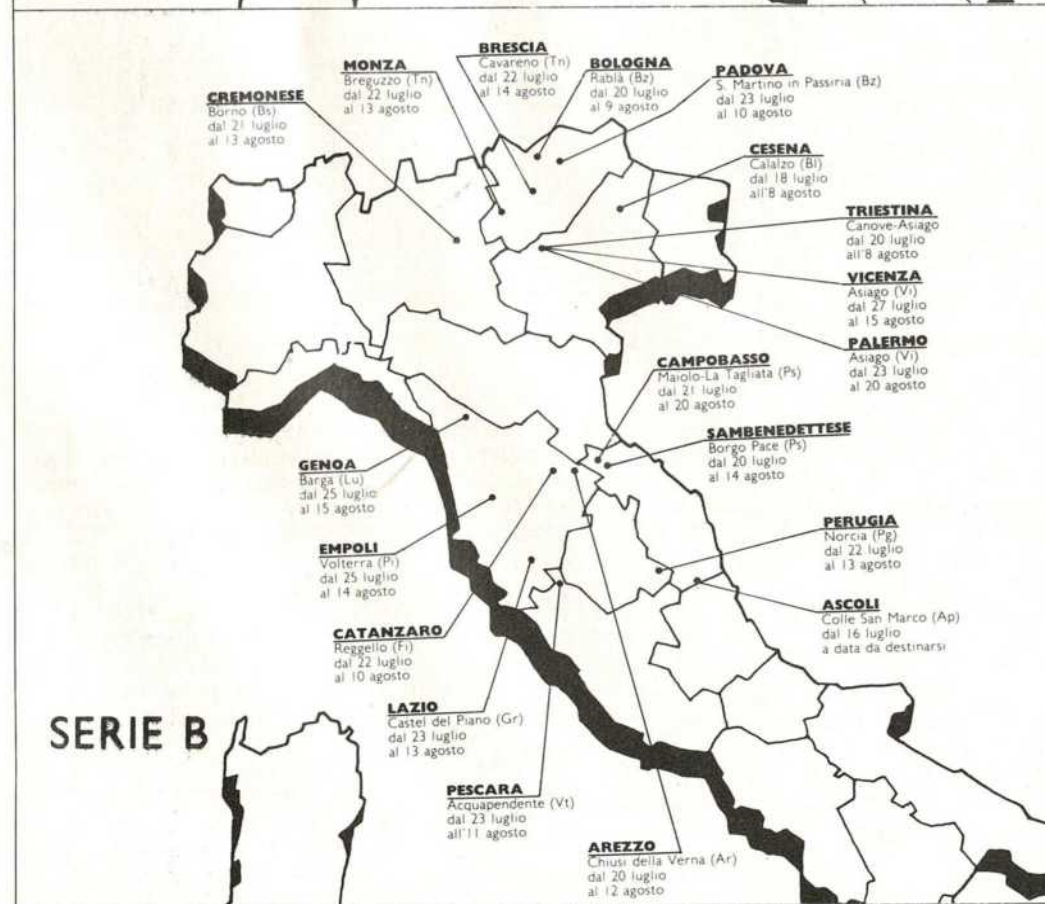 BRESCIA
Cavareno (Tn)
dal 22 luglio
al 14 agosto
MONZA
Breguzzo (Tn)
dal 22 luglio
al 13 agosto
BOLOGNA
Rablà (Bz)
dal 20 luglio
al 9 agosto
PADOVA
S. Martino in Passiria (Bz)
dal 23 luglio
al 10 agosto
CREMONESE
Borno (Bs)
dal 21 luglio
al 13 agosto
CESENA
Calalzo (Bl)
dal 18 luglio
all'8 agosto
TRIESTINA
Canove-Asiago
dal 20 luglio
all'8 agosto
VICENZA
Asiago (Vi)
dal 27 luglio
al 15 agosto
PALERMO
Asiago (Vi)
dal 23 luglio
al 20 agosto
CAMPOBASSO
Maiolo-La Tagliata (Ps)
dal 21 luglio
al 20 agosto
SAMBENEDETTESE
Borgo Pace (Ps)
dal 20 luglio
al 14 agosto
GENOA
Barga (Lu)
dal 25 luglio
al 15 agosto
EMPOLI
Volterra (Pi)
dal 25 luglio
al 14 agosto
PERUGIA
Norcia (Pg)
dal 22 luglio
al 13 agosto
ASCOLI
Colle San Marco (Ap)
dal 16 luglio
a data da destinarsi
CATANZARO
Reggello (Fi)
dal 22 luglio
al 10 agosto
LAZIO
Castel del Piano (Gr)
dal 23 luglio
al 13 agosto
SERIE B
PESCARA
Acquapendente (Vt)
dal 23 luglio
all'11 agosto
AREZZO
Chiusi della Verna (Ar)
dal 20 luglio
al 12 agosto